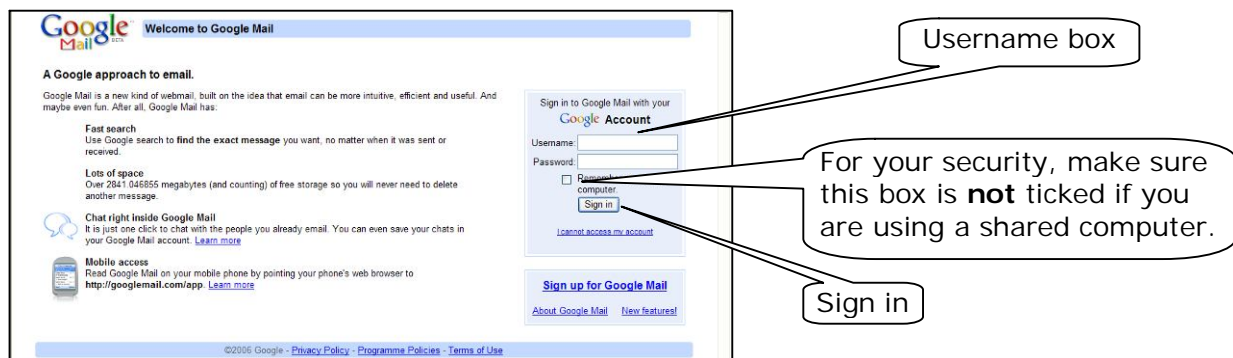 Google
Mail BETA
Welcome to Google Mail
A Google approach to email.
Google Mail is a new kind of webmail, built on the idea that email can be more intuitive, efficient and useful. And
maybe even fun. After all, Google Mail has:
Fast search
Use Google search to find the exact message you want, no matter when it was sent or
received.
Lots of space
Over 2841.046855 megabytes (and counting) of free storage so you will never need to delete
another message.
Chat right inside Google Mail
It is just one click to chat with the people you already email. You can even save your chats in
your Google Mail account. Learn more
Mobile access
Read Google Mail on your mobile phone by pointing your phone's web browser to
http://googlemail.com/app. Learn more
Sign in to Google Mail with your
Google Account
Username:
Password:
computer.
Sign in
I cannot access my account
Sign up for Google Mail
About Google Mail New features!
©2006 Google - Privacy Policy - Programme Policies - Terms of Use
Username box
For your security, make sure
this box is not ticked if you
are using a shared computer.
Sign in